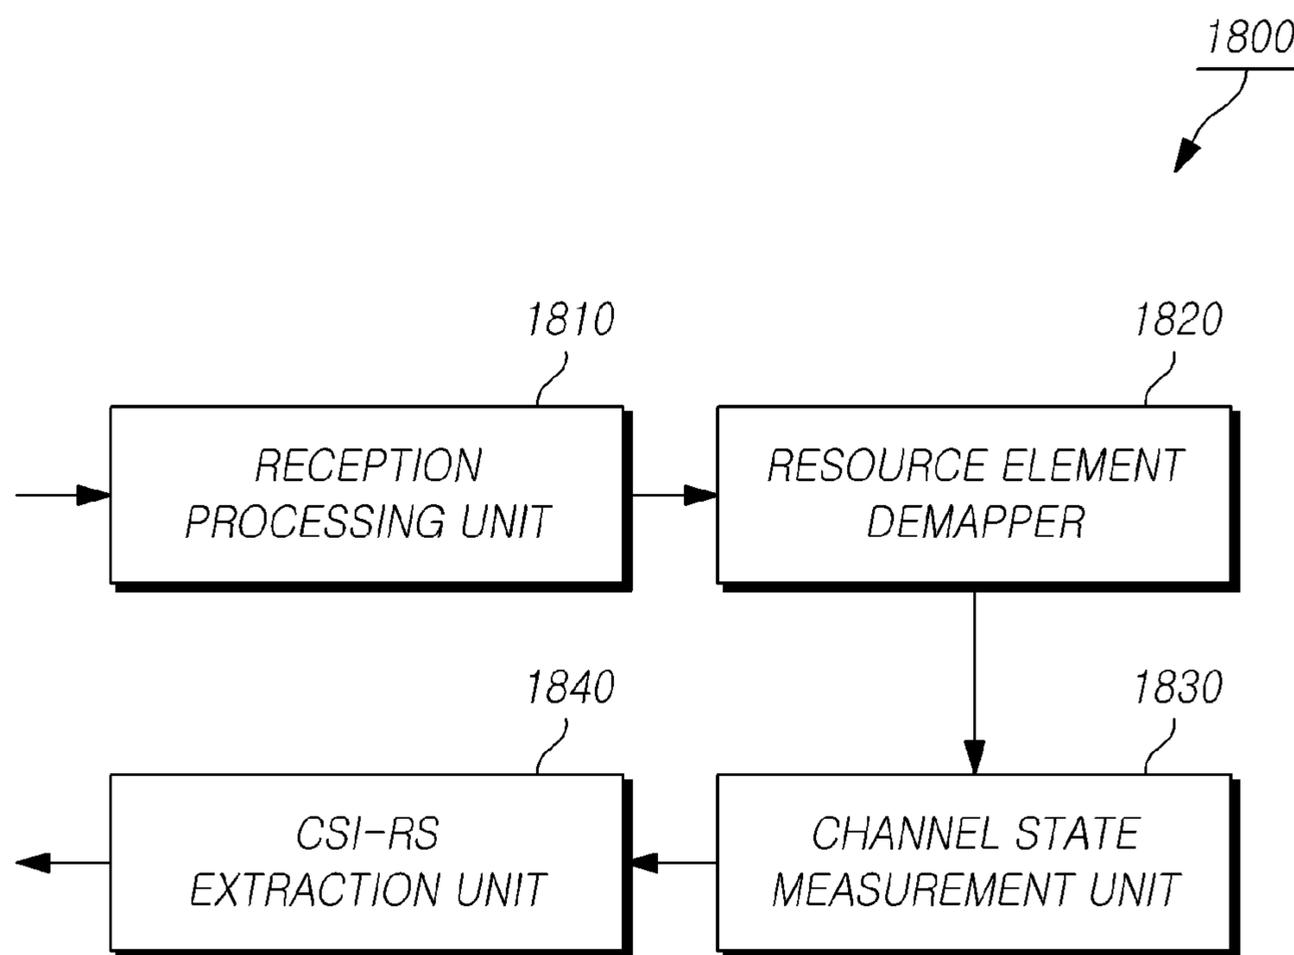 1800
1810
1820
RECEPTION
PROCESSING UNIT
RESOURCE ELEMENT
DEMAPPER
1840
1830
CSI-RS
EXTRACTION UNIT
CHANNEL STATE
MEASUREMENT UNIT